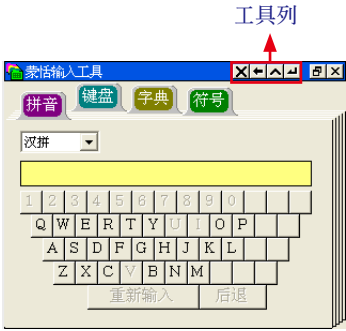 工具列
蒙恬输入工具
拼音 键盘 字典 符号
汉拼
1 2 3 4 5 6 7 8 9 0
Q W E R T Y U I O P
A S D F G H J K L
Z X C V B N M
重新输入 后退